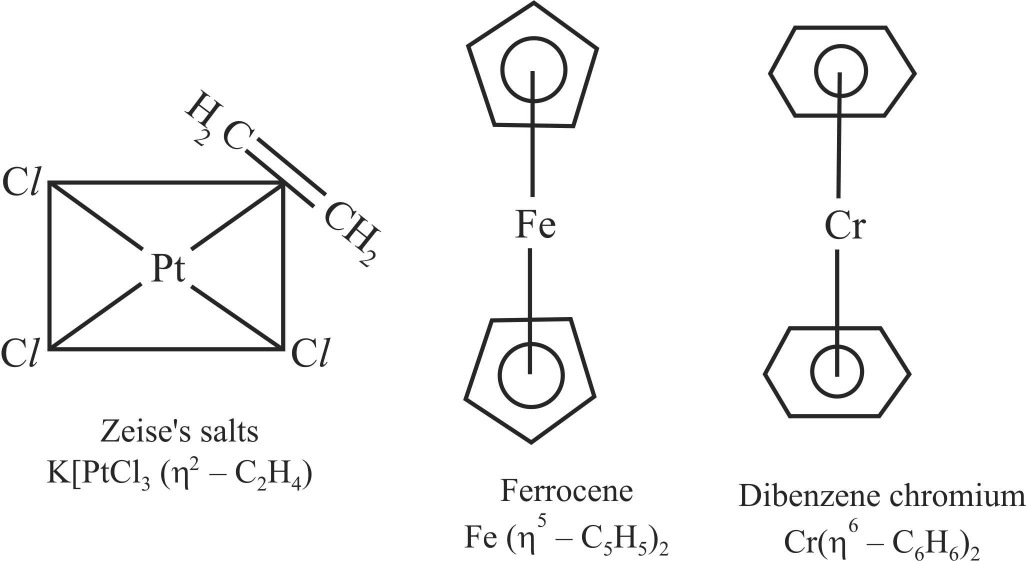 H₂C
CH₂
Cl
Pt
Cl
Cl
Zeise's salts
K[PtCl₃ (η² – C₂H₄)
Fe
Ferrocene
Fe (η⁵ – C₅H₅)₂
Cr
Dibenzene chromium
Cr(η⁶ – C₆H₆)₂